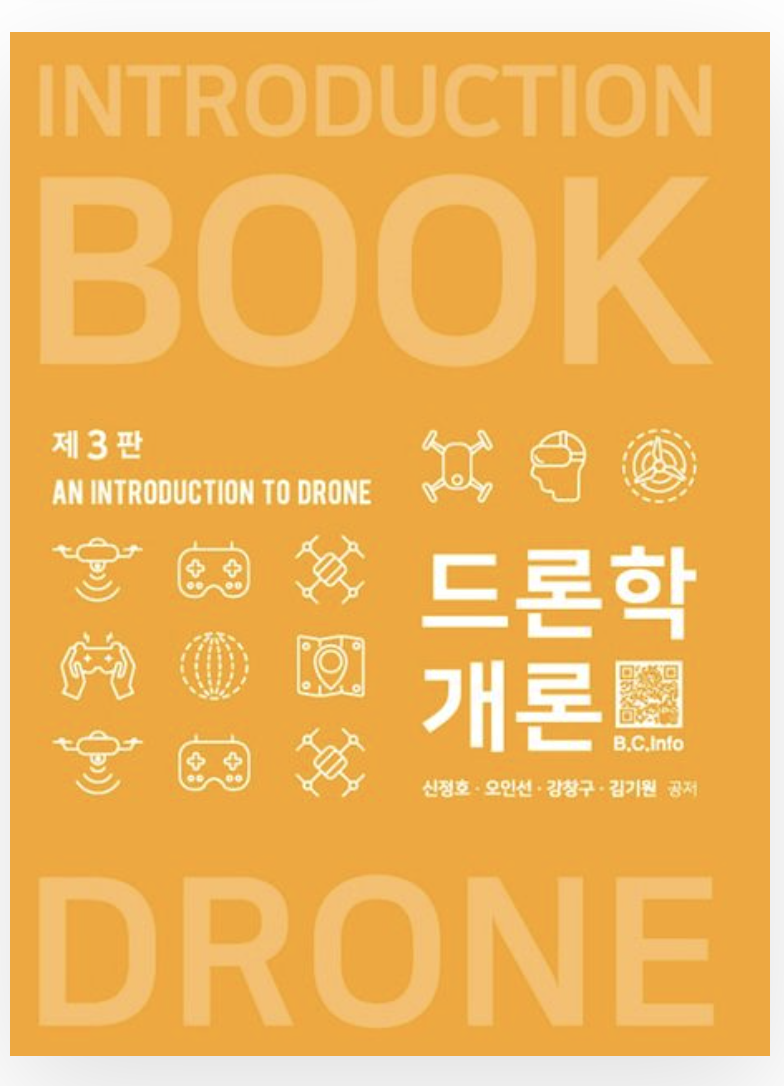 INTRODUCTION
BOOK
제 3 판
AN INTRODUCTION TO DRONE
드론학
개론
B.C.Info
신정호 · 오인선 · 강창구 · 김기원 공저
DRONE